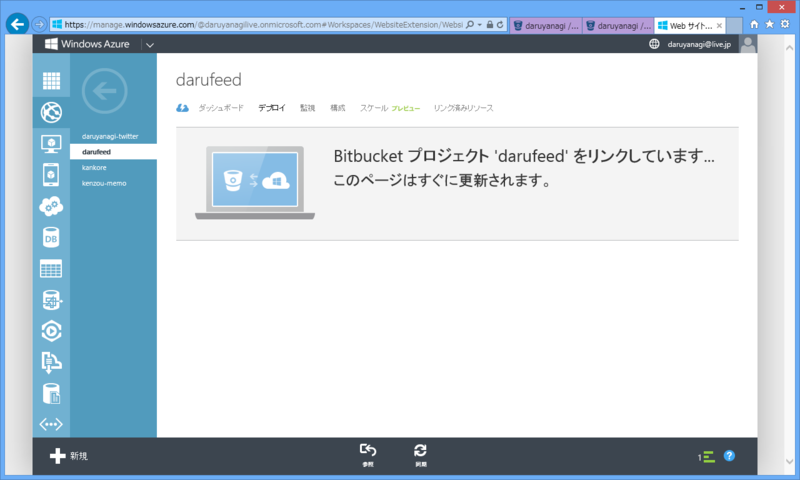 https://manage.windowsazure.com/@daruyanagilive.onmicrosoft.com#Workspaces/WebsiteExtension/Websi
daruyanagi /...
daruyanagi /...
Web サイト...
Windows Azure
daruyanagi@live.jp
darufeed
ダッシュボード
デプロイ
監視
構成
スケール プレビュー
リンク済みリソース
daruyanagi-twitter
darufeed
kankore
kenzou-memo
Bitbucket プロジェクト 'darufeed' をリンクしています...
このページはすぐに更新されます。
DB
新規
参照
同期
1
?